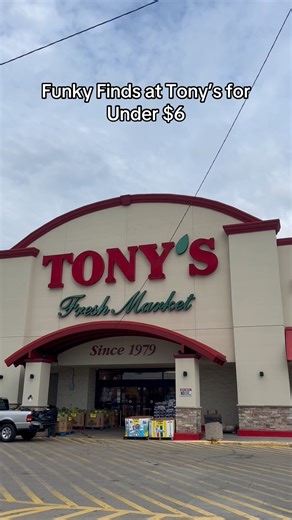 Funky Finds at Tony's for
Under $6
TONY'S
Fresh Market
Since 1979